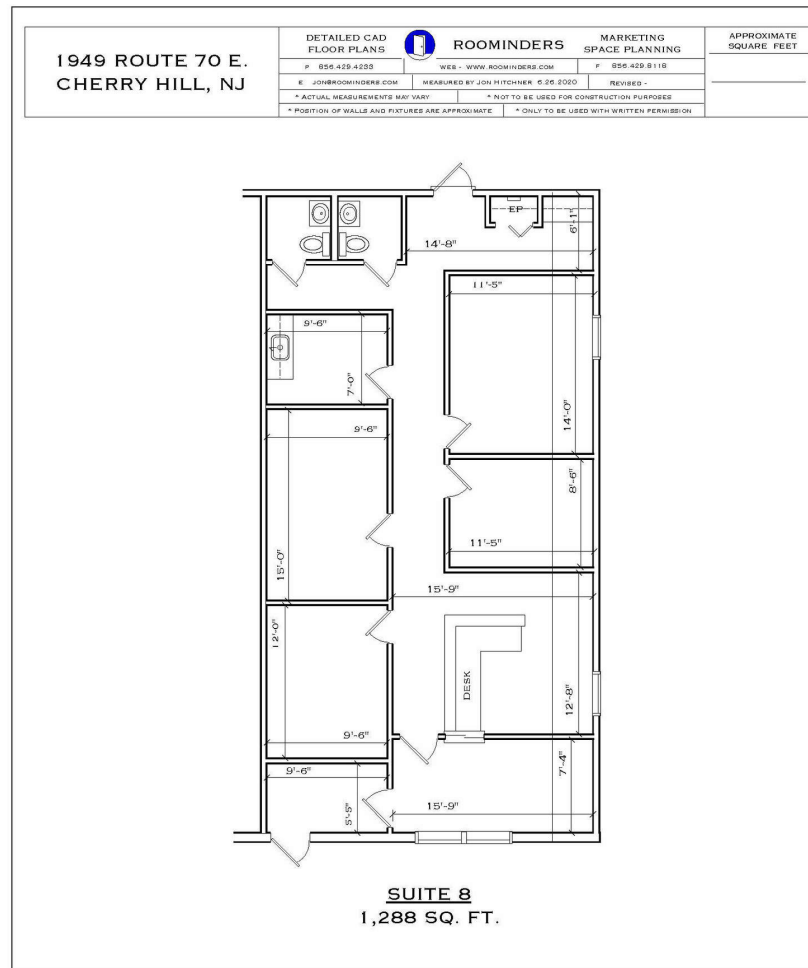 1949 ROUTE 70 E.
CHERRY HILL, NJ
DETAILED CAD
FLOOR PLANS
ROOMINDERS
MARKETING
SPACE PLANNING
P 856.429.4233
WEB - WWW.ROOMINDERS.COM
F 856.429.8118
E JON@ROOMINDERS.COM
MEASURED BY JON HITCHNER 6.26.2020
REVISED -
* ACTUAL MEASUREMENTS MAY VARY
* NOT TO BE USED FOR CONSTRUCTION PURPOSES
* POSITION OF WALLS AND FIXTURES ARE APPROXIMATE
* ONLY TO BE USED WITH WRITTEN PERMISSION
APPROXIMATE
SQUARE FEET
EP
6'-1"
14'-8"
11'-5"
9'-6"
7'-0"
14'-0"
9'-6"
8'-6"
11'-5"
15'-0"
15'-9"
12'-0"
DESK
12'-8"
9'-6"
9'-6"
7'-4"
5'-5"
15'-9"
SUITE 8
1,288 SQ. FT.